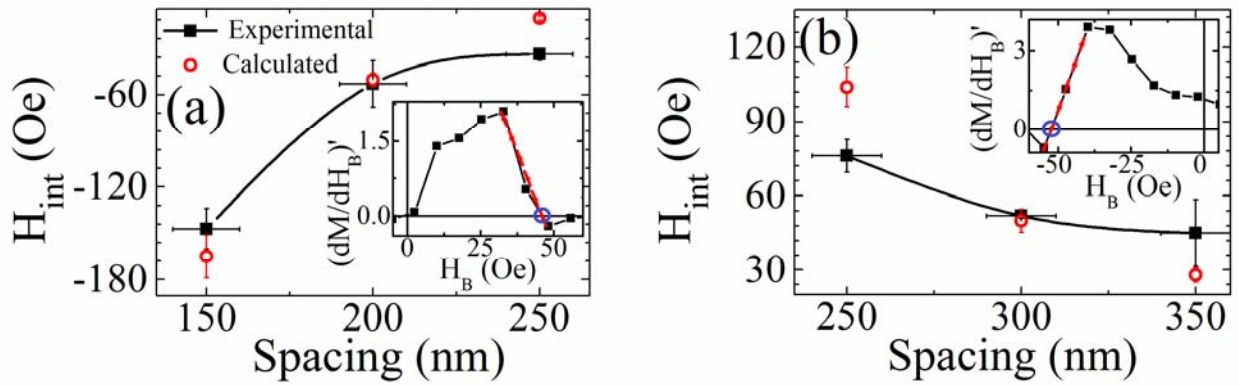 Experimental
Calculated
(a)
H_int (Oe)
-60
-120
-180
150 200 250
Spacing (nm)
(dM/dH_B)'
1.5
0.0
0 25 50
H_B (Oe)
(b)
H_int (Oe)
120
90
60
30
250 300 350
Spacing (nm)
(dM/dH_B)'
3
0
-50 -25 0
H_B (Oe)